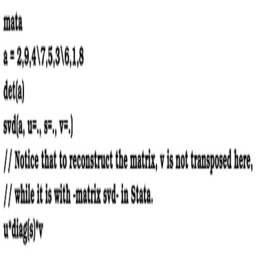 mata
a = 2,9,4\7,5,3\6,1,8
det(a)
svd(a, u=., s=., v=.)
// Notice that to reconstruct the matrix, v is not transposed here,
// while it is with -matrix svd- in Stata.
u*diag(s)*v